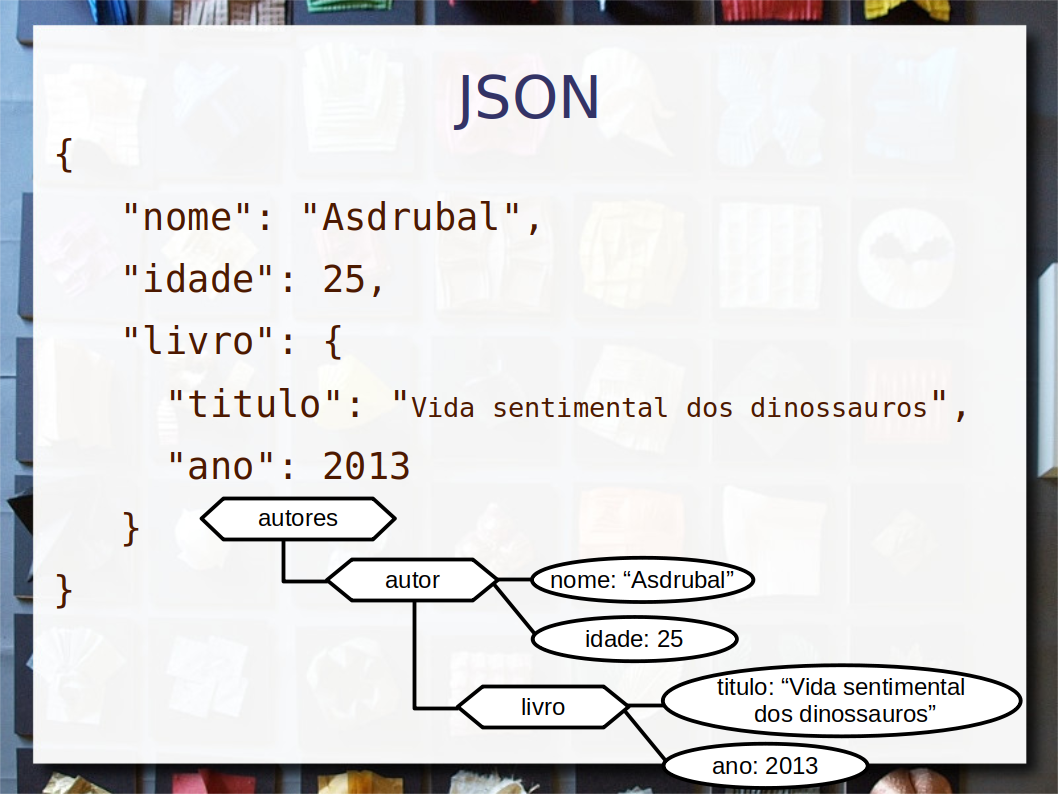 JSON
{
"nome": "Asdrubal",
"idade": 25,
"livro": {
"titulo": "Vida sentimental dos dinossauros",
"ano": 2013
}
}
autores
autor
nome: “Asdrubal”
idade: 25
livro
titulo: “Vida sentimental
dos dinossauros”
ano: 2013